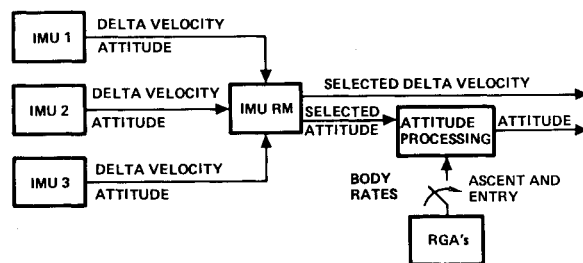 IMU 1
DELTA VELOCITY
ATTITUDE
IMU 2
DELTA VELOCITY
ATTITUDE
IMU 3
DELTA VELOCITY
ATTITUDE
IMU RM
SELECTED DELTA VELOCITY
SELECTED
ATTITUDE
ATTITUDE
PROCESSING
ATTITUDE
BODY
RATES
ASCENT AND
ENTRY
RGA's